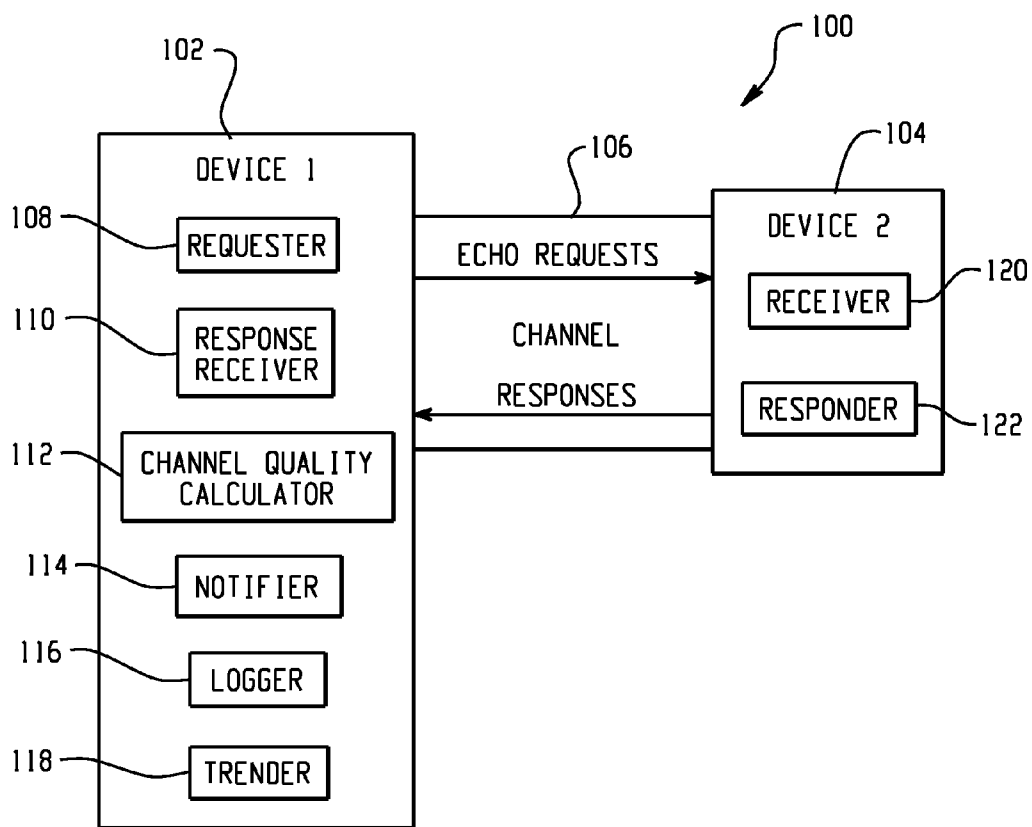 100
102
DEVICE 1
108
REQUESTER
110
RESPONSE
RECEIVER
112
CHANNEL QUALITY
CALCULATOR
114
NOTIFIER
116
LOGGER
118
TRENDER
106
ECHO REQUESTS
CHANNEL
RESPONSES
104
DEVICE 2
RECEIVER
120
RESPONDER
122